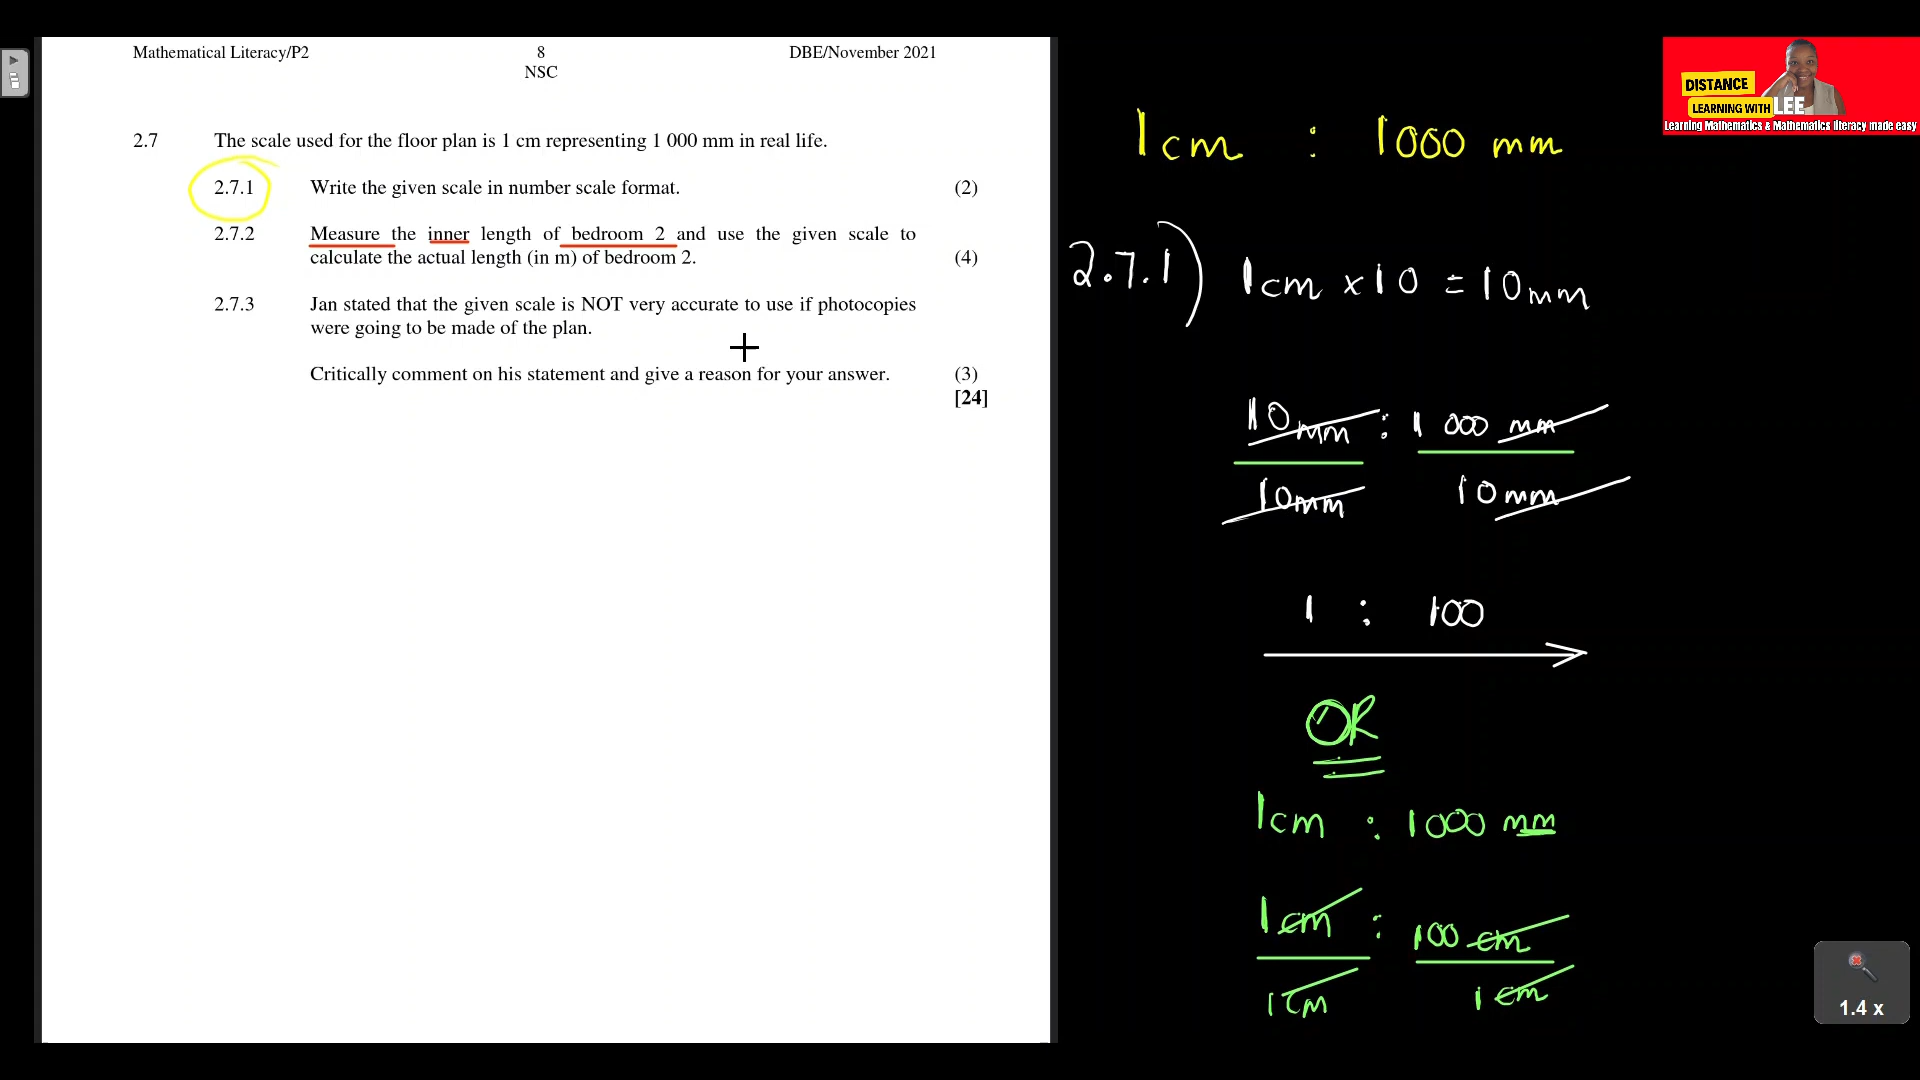 Mathematical Literacy/P2 8 DBE/November 2021
NSC
2.7 The scale used for the floor plan is 1 cm representing 1 000 mm in real life.
2.7.1 Write the given scale in number scale format. (2)
2.7.2 Measure the inner length of bedroom 2 and use the given scale to
calculate the actual length (in m) of bedroom 2. (4)
2.7.3 Jan stated that the given scale is NOT very accurate to use if photocopies
were going to be made of the plan.
Critically comment on his statement and give a reason for your answer. (3)
[24]
DISTANCE
LEARNING WITH LEE
Learning Mathematics & Mathematics literacy made easy
1cm : 1000 mm
2.7.1) 1cm x 10 = 10mm
10mm : 1 000 mm
10mm 10mm
1 : 100
OR
1cm : 1000 mm
1cm : 100 cm
1cm 1cm
1.4 x